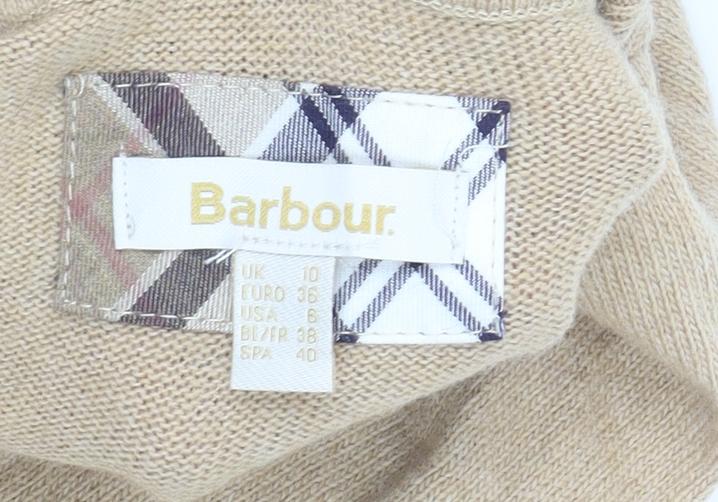 Barbour.
UK 10
EURO 36
USA 6
BE/FR 38
SPA 40